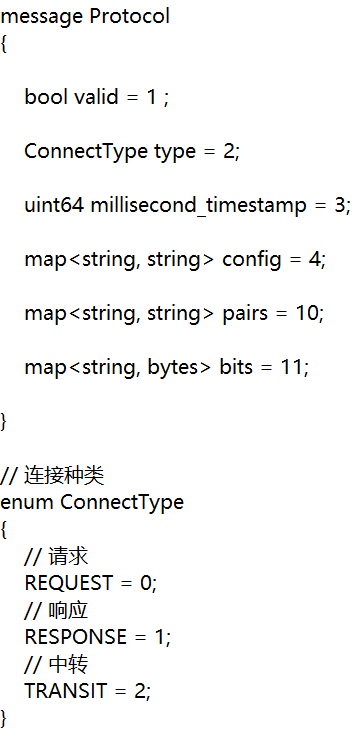 message Protocol
{
bool valid = 1 ;
ConnectType type = 2;
uint64 millisecond_timestamp = 3;
map<string, string> config = 4;
map<string, string> pairs = 10;
map<string, bytes> bits = 11;
}
// 连接种类
enum ConnectType
{
// 请求
REQUEST = 0;
// 响应
RESPONSE = 1;
// 中转
TRANSIT = 2;
}